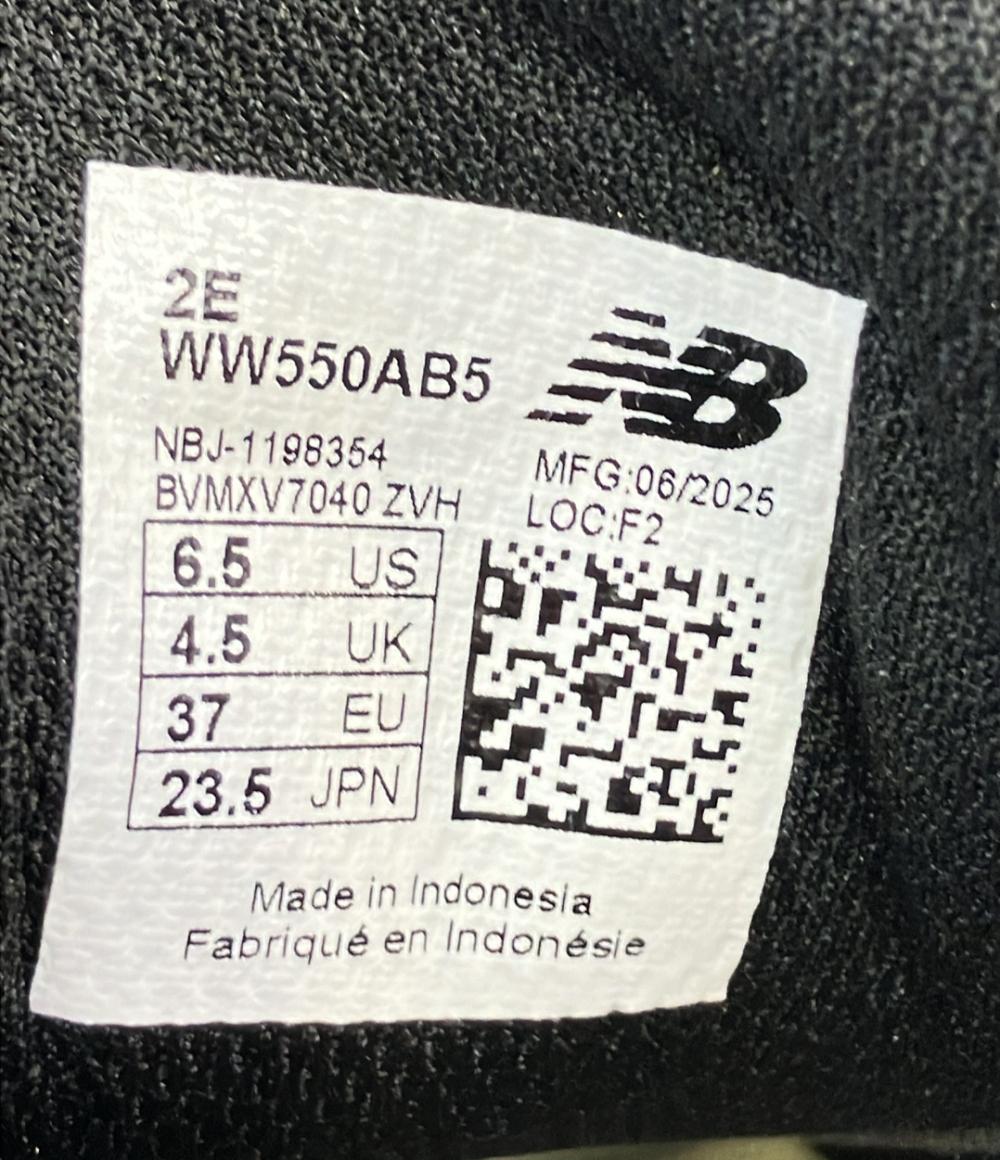 2E
WW550AB5
NB
NBJ-1198354
BVMXV7040 ZVH
MFG:06/2025
LOC:F2
6.5 US
4.5 UK
37 EU
23.5 JPN
Made in Indonesia
Fabriqué en Indonésie